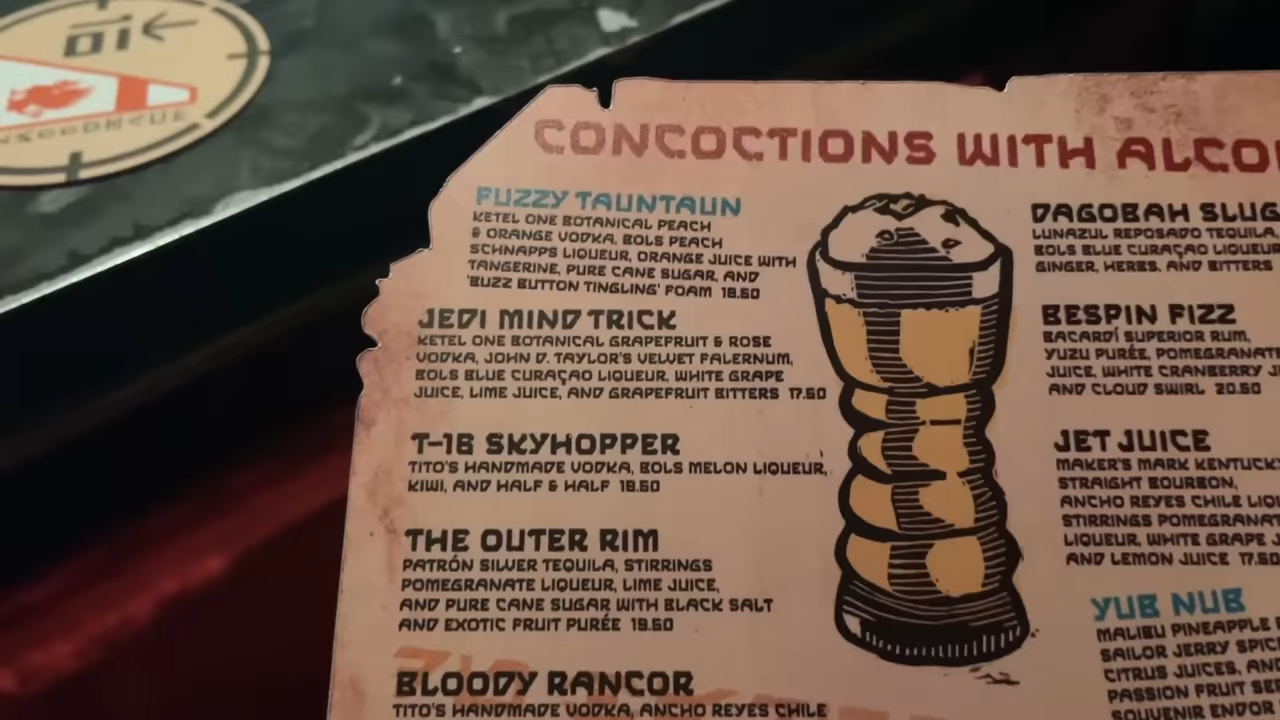 CONCOCTIONS WITH ALCO
FUZZY TAUNTAUN
KETEL ONE BOTANICAL PEACH
& ORANGE VODKA, BOLS PEACH
SCHNAPPS LIQUEUR, ORANGE JUICE WITH
TANGERINE, PURE CANE SUGAR, AND
'BUZZ BUTTON TINGLING' FOAM 18.50
JEDI MIND TRICK
KETEL ONE BOTANICAL GRAPEFRUIT & ROSE
VODKA, JOHN D. TAYLOR'S VELVET FALERNUM,
BOLS BLUE CURAÇAO LIQUEUR, WHITE GRAPE
JUICE, LIME JUICE, AND GRAPEFRUIT BITTERS 17.50
T-16 SKYHOPPER
TITO'S HANDMADE VODKA, BOLS MELON LIQUEUR,
KIWI, AND HALF & HALF 18.50
THE OUTER RIM
PATRÓN SILVER TEQUILA, STIRRINGS
POMEGRANATE LIQUEUR, LIME JUICE,
AND PURE CANE SUGAR WITH BLACK SALT
AND EXOTIC FRUIT PURÉE 19.50
BLOODY RANCOR
TITO'S HANDMADE VODKA, ANCHO REYES CHILE
DAGOBAH SLUG
LUNAZUL REPOSADO TEQUILA,
BOLS BLUE CURAÇAO LIQUEUR
GINGER, HERBS, AND BITTERS
BESPIN FIZZ
BACARDÍ SUPERIOR RUM,
YUZU PURÉE, POMEGRANATE
JUICE, WHITE CRANBERRY J
AND CLOUD SWIRL 20.50
JET JUICE
MAKER'S MARK KENTUCKY
STRAIGHT BOURBON,
ANCHO REYES CHILE LIQ
STIRRINGS POMEGRANAT
LIQUEUR, WHITE GRAPE J
AND LEMON JUICE 17.50
YUB NUB
MALIBU PINEAPPLE
SAILOR JERRY SPIC
CITRUS JUICES, AND
PASSION FRUIT SE
SOUVENIR ENDOR